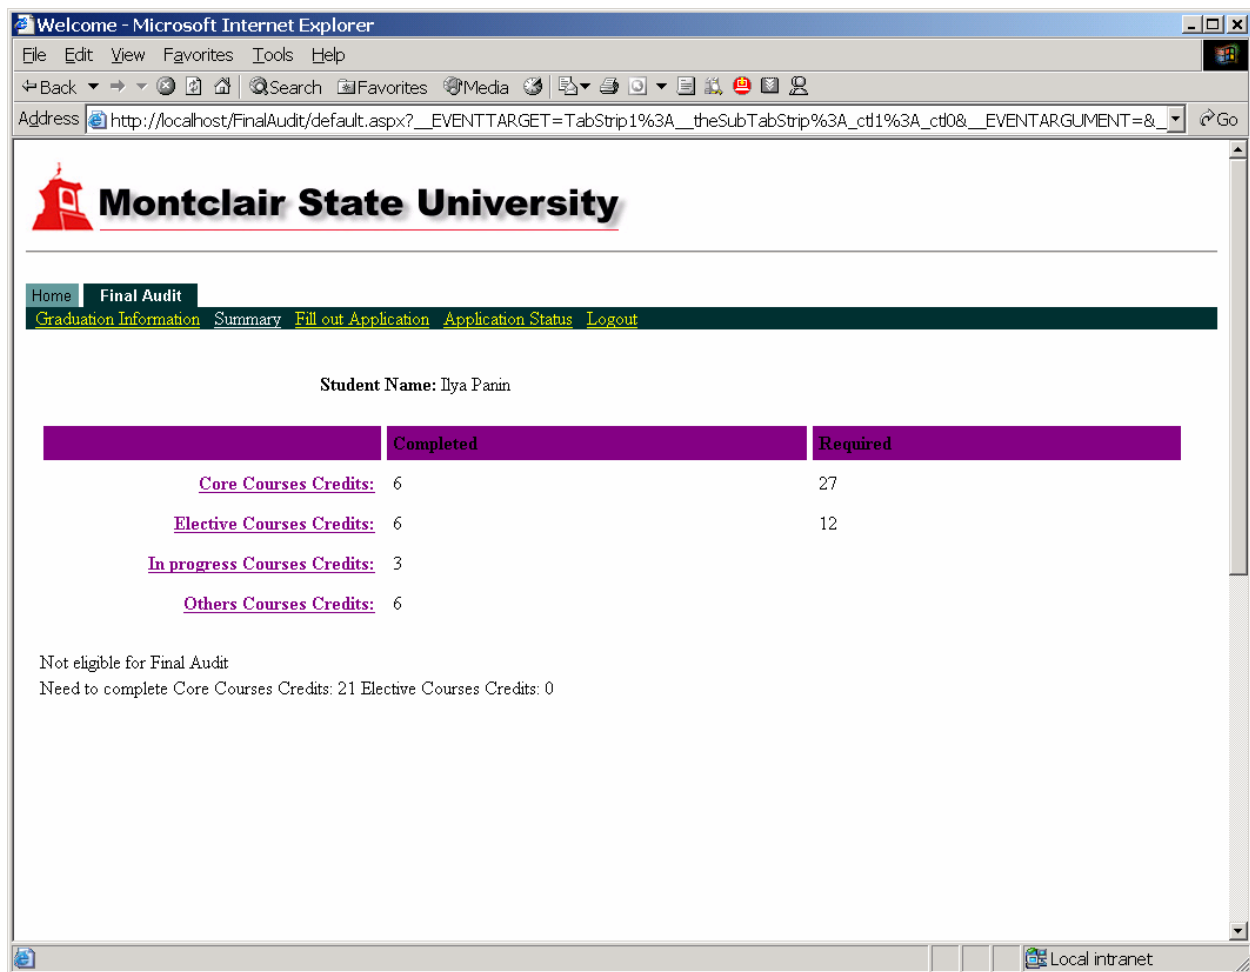 Welcome - Microsoft Internet Explorer
File Edit View Favorites Tools Help
Back Search Favorites Media
Address http://localhost/FinalAudit/default.aspx?__EVENTTARGET=TabStrip1%3A__theSubTabStrip%3A_ctl1%3A_ctl0&__EVENTARGUMENT=&_ Go
Montclair State University
Home Final Audit
Graduation Information Summary Fill out Application Application Status Logout
Student Name: Ilya Panin
Completed Required
Core Courses Credits: 6 27
Elective Courses Credits: 6 12
In progress Courses Credits: 3
Others Courses Credits: 6
Not eligible for Final Audit
Need to complete Core Courses Credits: 21 Elective Courses Credits: 0
Local intranet